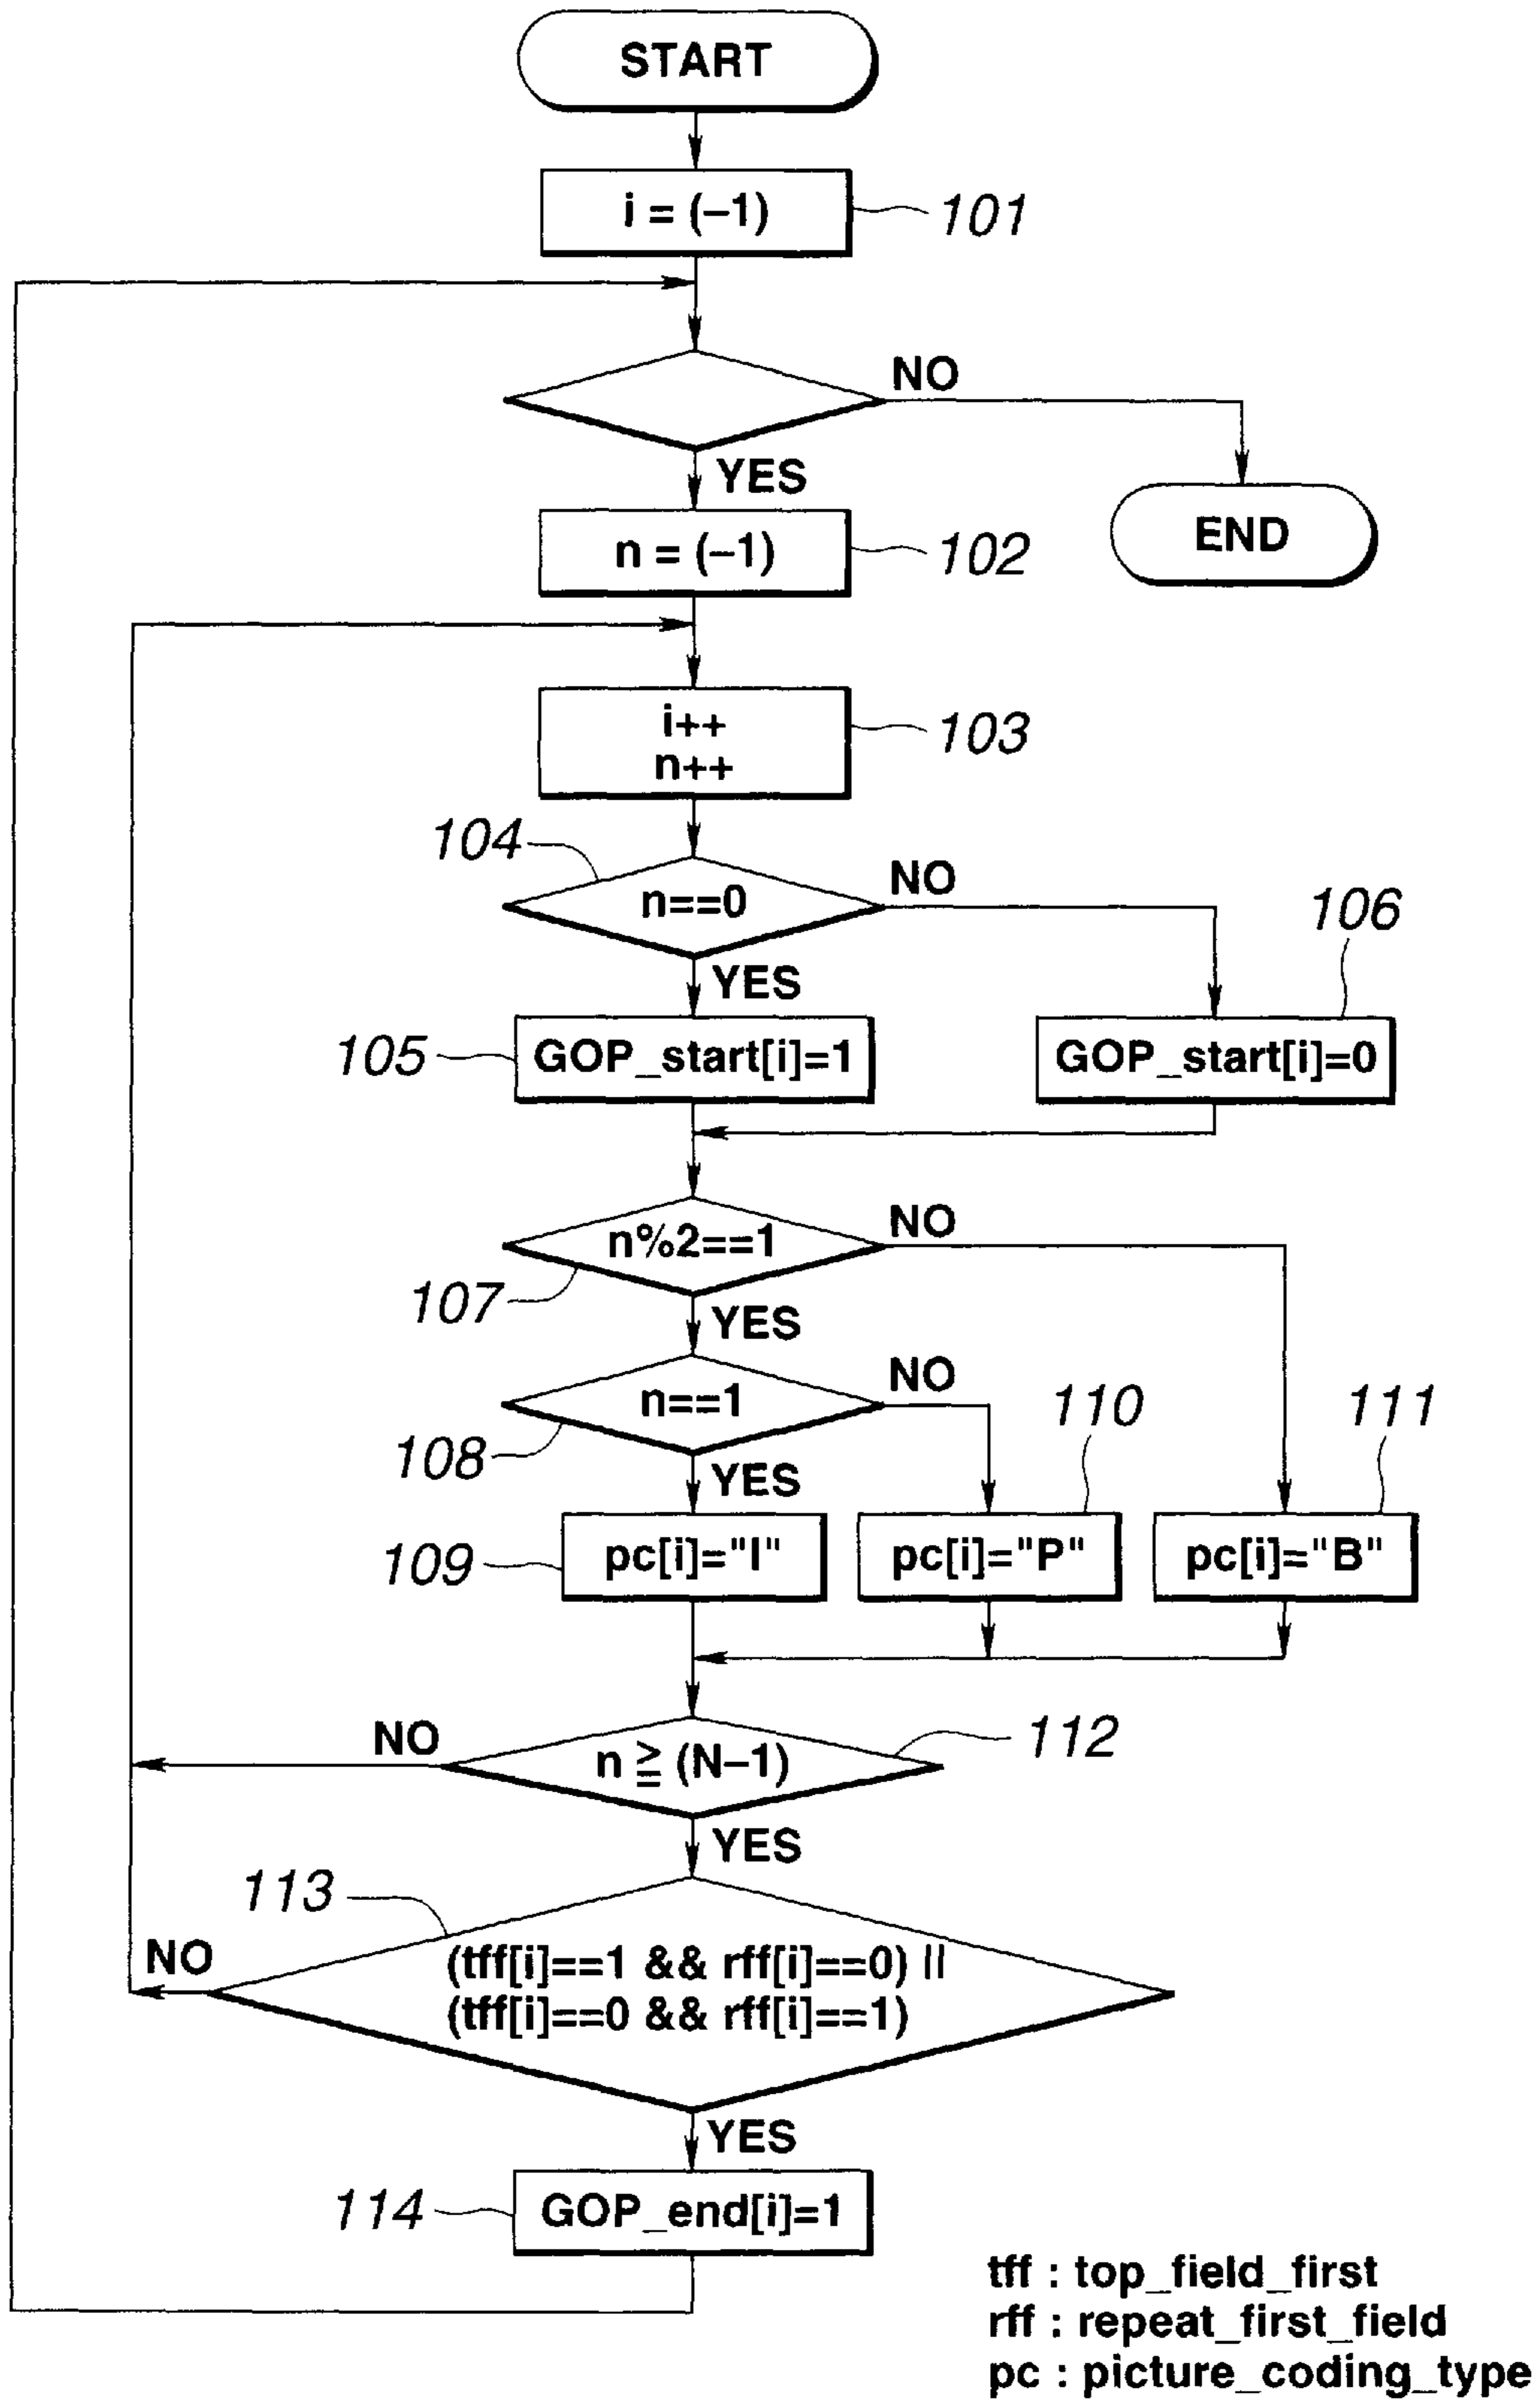 START
i = (–1)
101
NO
YES
END
n = (–1)
102
i++
n++
103
104
n==0
NO
106
YES
105
GOP_start[i]=1
GOP_start[i]=0
n%2==1
NO
107
YES
n==1
NO
110
111
108
YES
109
pc[i]="I"
pc[i]="P"
pc[i]="B"
NO
n ≧ (N–1)
112
YES
113
NO
(tff[i]==1 && rff[i]==0) ||
(tff[i]==0 && rff[i]==1)
YES
114
GOP_end[i]=1
tff : top_field_first
rff : repeat_first_field
pc : picture_coding_type